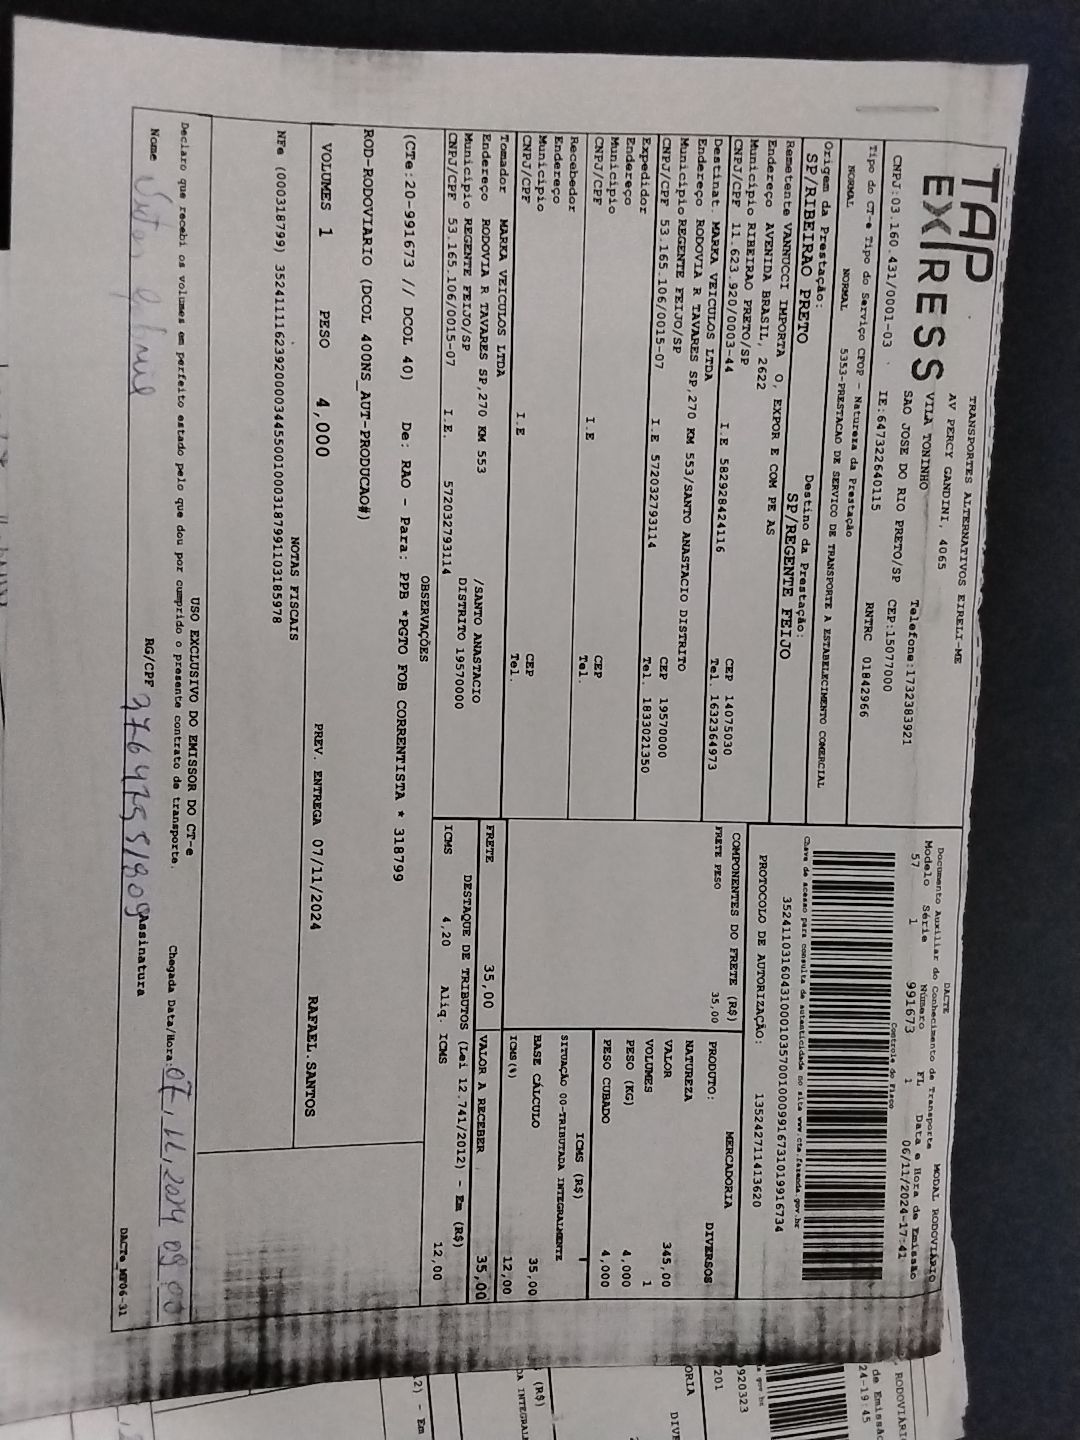 TAP
EX/RESS
TRANSPORTES ALTERNATIVOS EIRELI-ME
AV PERCY GANDINI, 4065
VILA TONINHO
SAO JOSE DO RIO PRETO/SP
Telefone:1732383921
CEP:15077000
CNPJ:03.160.431/0001-03
IE:647322640115
RNTRC 01842966
Tipo do CT-e Tipo do Serviço CFOP - Natureza da Prestação
NORMAL NORMAL 5353-PRESTACAO DE SERVICO DE TRANSPORTE A ESTABELECIMENTO COMERCIAL
Origem da Prestação: Destino da Prestação:
SP/RIBEIRAO PRETO SP/REGENTE FEIJO
Remetente VANNUCCI IMPORTA O, EXPOR E COM PE AS
Endereço AVENIDA BRASIL, 2622
Município RIBEIRAO PRETO/SP CEP 14075030
CNPJ/CPF 11.623.920/0003-44 I.E 582928424116 Tel. 1632364973
Destinat. MARKA VEICULOS LTDA
Endereço RODOVIA R TAVARES SP,270 KM 553/SANTO ANASTACIO DISTRITO
Município REGENTE FEIJO/SP CEP 19570000
CNPJ/CPF 53.165.106/0015-07 I.E 572032793114 Tel. 1833021350
Expedidor
Endereço
Município CEP
CNPJ/CPF I.E Tel.
Recebedor
Endereço
Município CEP
CNPJ/CPF I.E Tel.
Tomador MARKA VEICULOS LTDA
Endereço RODOVIA R TAVARES SP,270 KM 553 /SANTO ANASTACIO
Município REGENTE FEIJO/SP DISTRITO 19570000
CNPJ/CPF 53.165.106/0015-07 I.E. 572032793114
DACTE
Documento Auxiliar do Conhecimento de Transporte MODAL RODOVIÁRIO
Modelo Série Número FL Data e Hora de Emissão
57 1 991673 1 06/11/2024-17:41
Controle do Fisco
35241103160431000103570010009916731019916734
Chave de acesso para consulta de autenticidade no site www.cte.fazenda.gov.br
PROTOCOLO DE AUTORIZAÇÃO: 135242711413620
COMPONENTES DO FRETE (R$)
FRETE PESO 35,00
PRODUTO: MERCADORIA
NATUREZA DIVERSOS
VALOR 345,00
VOLUMES 1
PESO (KG) 4,000
PESO CUBADO 4,000
ICMS (R$)
SITUAÇÃO 00-TRIBUTADA INTEGRALMENTE
BASE CÁLCULO 35,00
ICMS(%) 12,00
FRETE 35,00 VALOR A RECEBER 35,00
DESTAQUE DE TRIBUTOS (Lei 12.741/2012) - Em (R$)
ICMS 4,20 Aliq. ICMS 12,00
OBSERVAÇÕES
(CTe:20-991673 // DCOL 40) De: RAO - Para: PPB *PGTO FOB CORRENTISTA * 318799
ROD-RODOVIARIO (DCOL 400NS_AUT-PRODUCAO#)
VOLUMES 1 PESO 4,000 PREV. ENTREGA 07/11/2024 RAFAEL.SANTOS
NOTAS FISCAIS
NFe (000318799) 35241111623920000344550010003187991103185978
USO EXCLUSIVO DO EMISSOR DO CT-e
Declaro que recebi os volumes em perfeito estado pelo que dou por cumprido o presente contrato de transporte.
Chegada Data/Hora: 07,11,2024 09:00
Nome
RG/CPF
Assinatura
DACTe_MF06-31